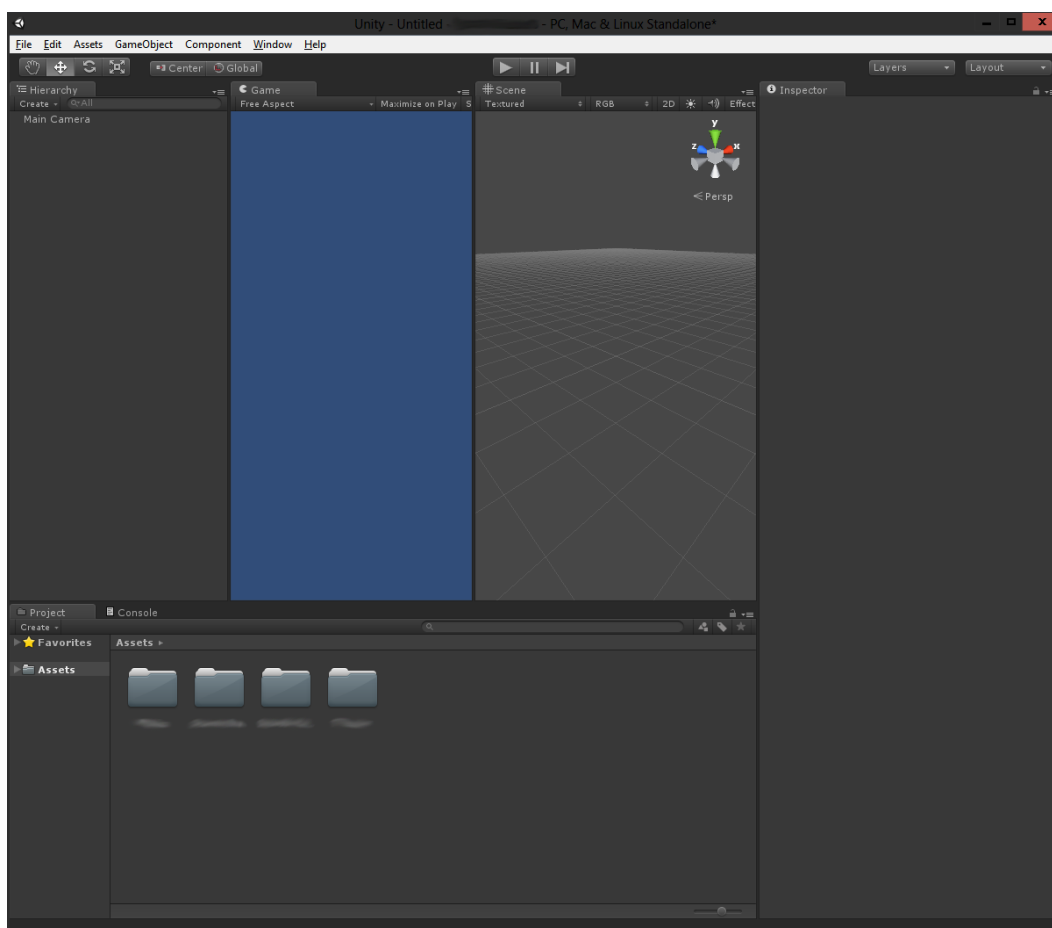 Unity - Untitled - - PC, Mac & Linux Standalone*
File Edit Assets GameObject Component Window Help
Center Global Layers Layout
Hierarchy Game Scene Inspector
Create All Free Aspect Maximize on Play S Textured RGB 2D Effect
Main Camera
y
z x
Persp
Project Console
Create
Favorites Assets
Assets